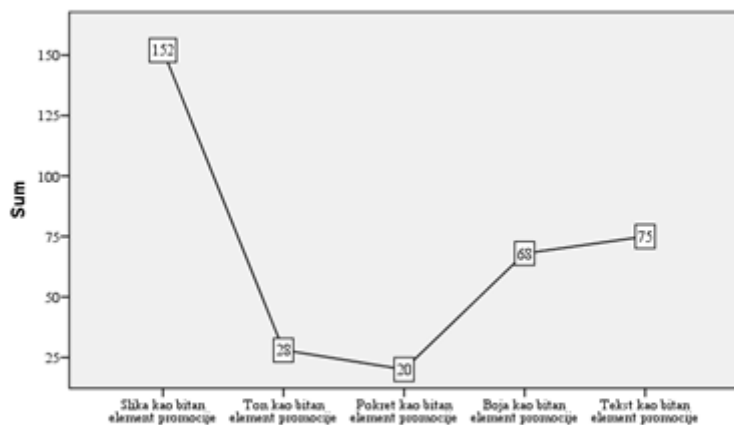 150
125
100
75
50
25
Sum
152
28
20
68
75
Slika kao bitan
element promocije
Ton kao bitan
element promocije
Pokret kao bitan
element promocije
Boja kao bitan
element promocije
Tekst kao bitan
element promocije